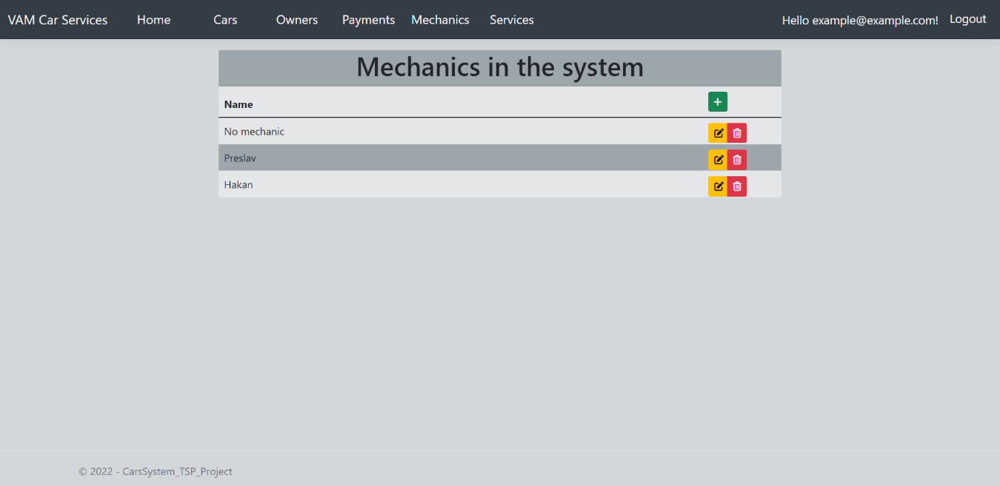 VAM Car Services Home Cars Owners Payments Mechanics Services Hello example@example.com! Logout
Mechanics in the system
Name
No mechanic
Preslav
Hakan
© 2022 - CarsSystem_TSP_Project